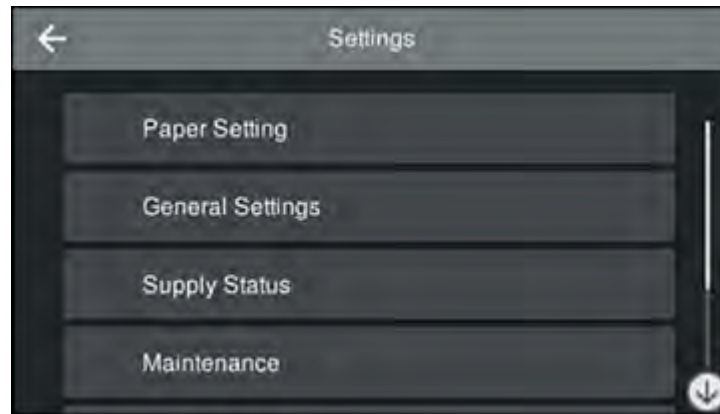 Settings
Paper Setting
General Settings
Supply Status
Maintenance